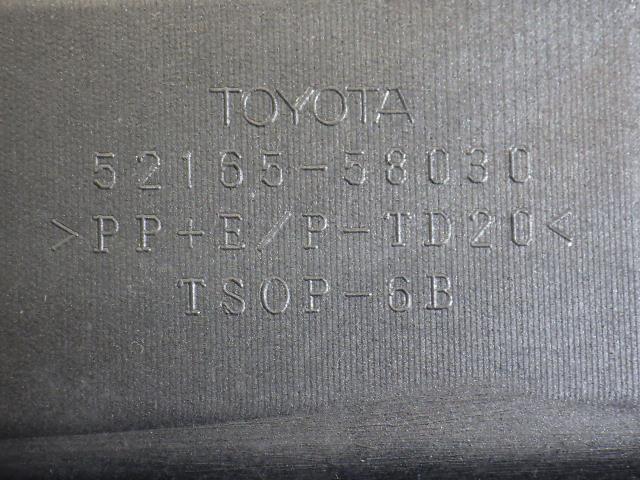 TOYOTA
52165-58030
>PP+E/P-TD20<
TSOP-6B